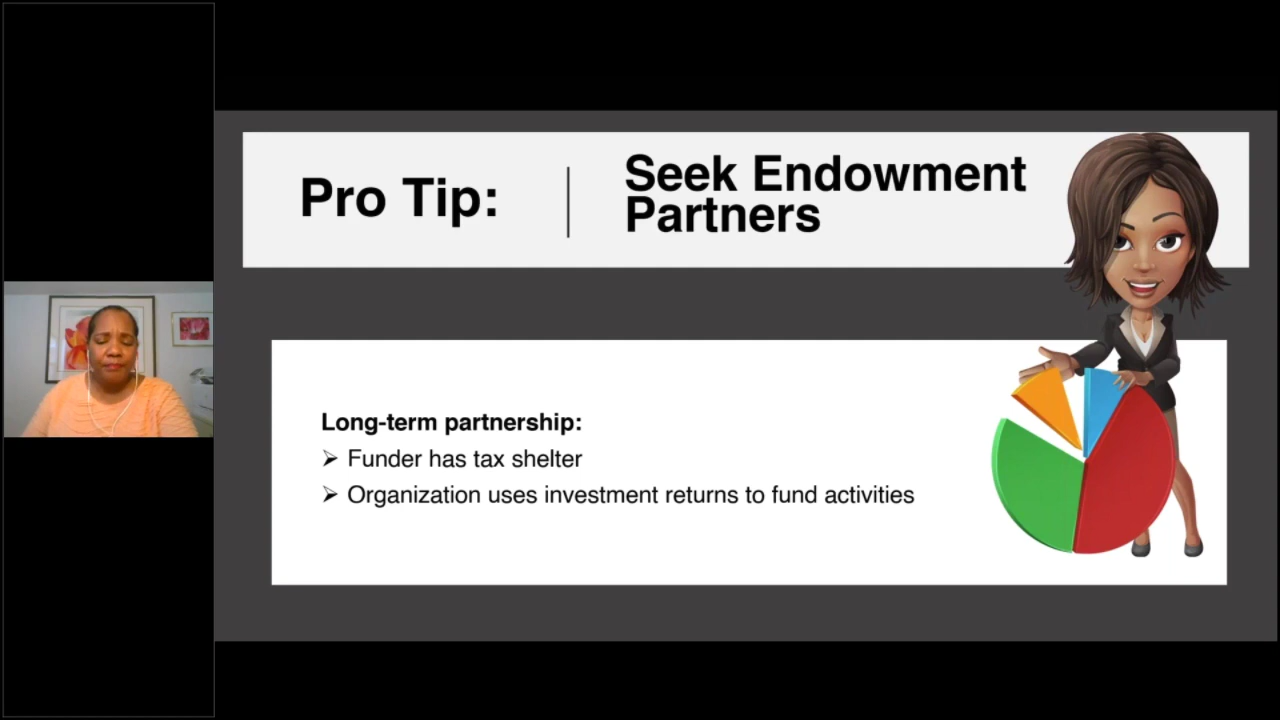 Pro Tip:
Seek Endowment
Partners
Long-term partnership:
➢ Funder has tax shelter
➢ Organization uses investment returns to fund activities